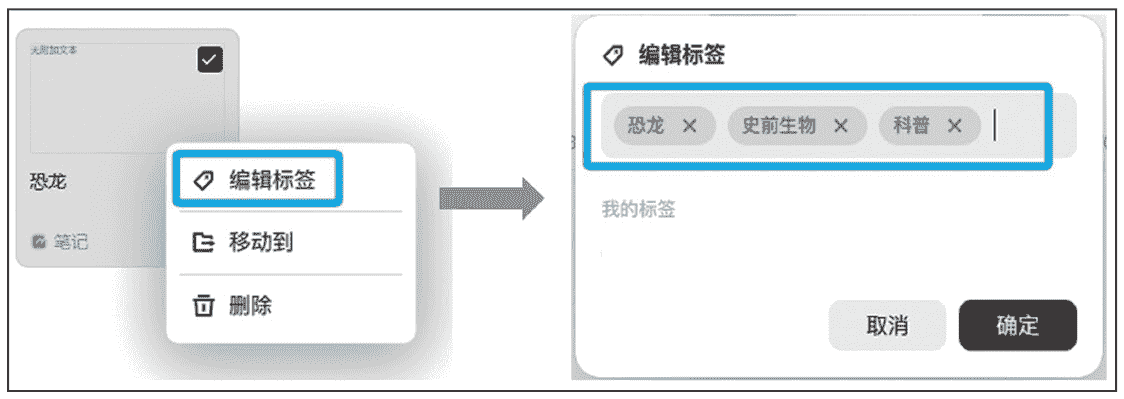 无附加文本
恐龙
笔记
编辑标签
移动到
删除
编辑标签
恐龙 × 史前生物 × 科普 ×
我的标签
取消 确定